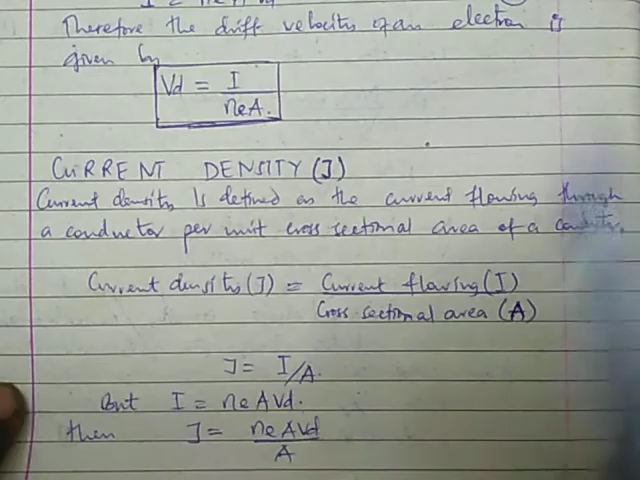 I = neAvd
Therefore the drift velocity of an electron is
given by
Vd = I / neA.
CURRENT DENSITY (J)
Current density is defined as the current flowing through
a conductor per unit cross sectional area of a conductor.
Current density (J) = Current flowing (I)
Cross sectional area (A)
J = I/A.
but I = neAVd.
then J = neAVd
A